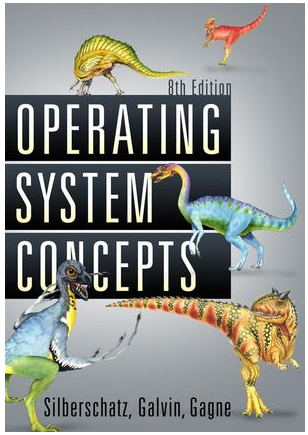 8th Edition
OPERATING
SYSTEM
CONCEPTS
Silberschatz, Galvin, Gagne